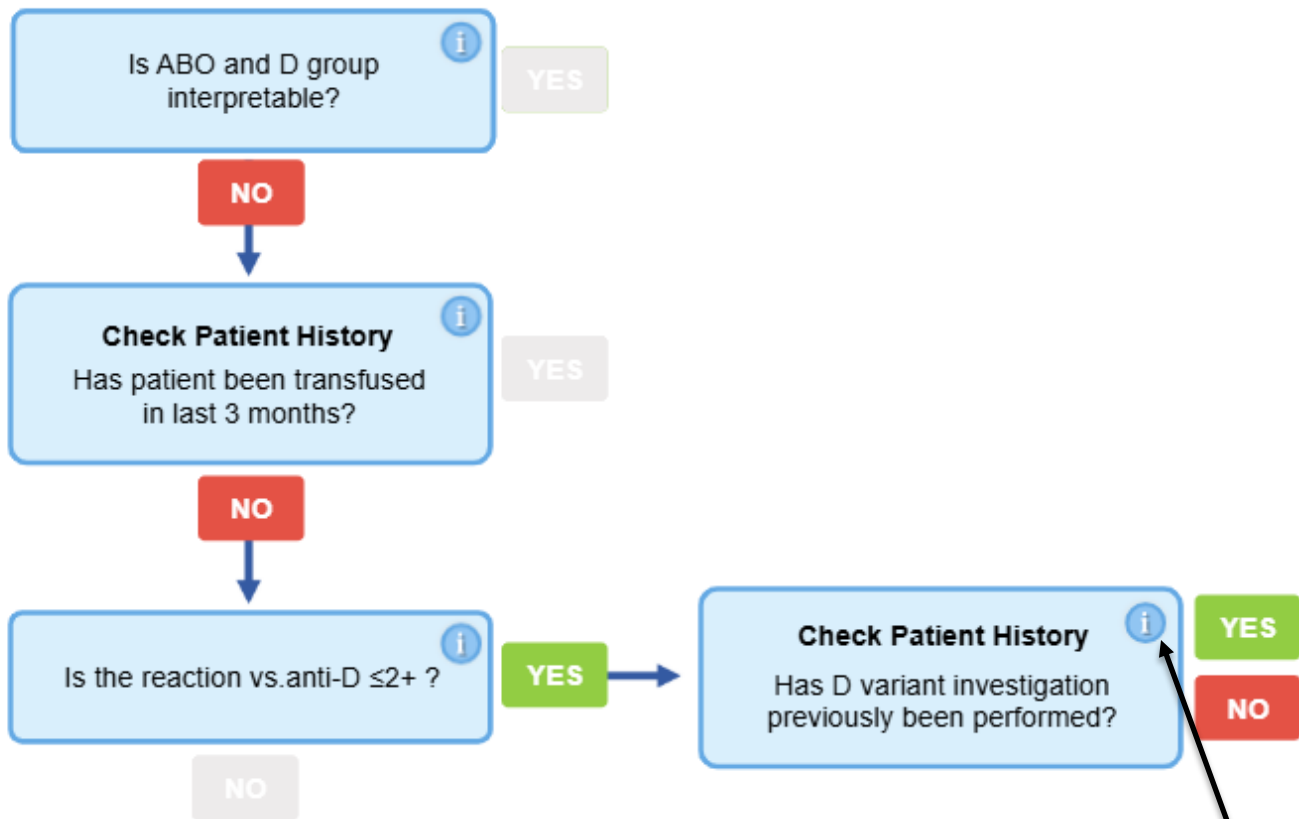 Is ABO and D group
interpretable?
i
YES
NO
Check Patient History
i
Has patient been transfused
in last 3 months?
YES
NO
Is the reaction vs.anti-D ≤2+ ?
i
YES
NO
Check Patient History
i
Has D variant investigation
previously been performed?
YES
NO